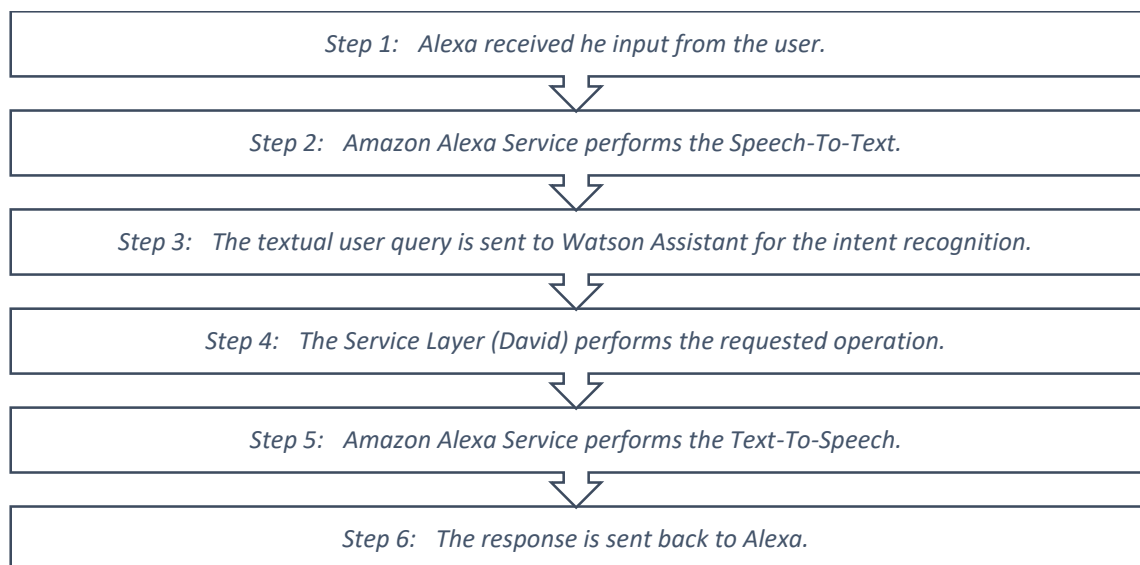 Step 1: Alexa received he input from the user.
Step 2: Amazon Alexa Service performs the Speech-To-Text.
Step 3: The textual user query is sent to Watson Assistant for the intent recognition.
Step 4: The Service Layer (David) performs the requested operation.
Step 5: Amazon Alexa Service performs the Text-To-Speech.
Step 6: The response is sent back to Alexa.